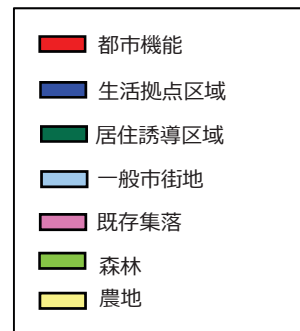 都市機能
生活拠点区域
居住誘導区域
一般市街地
既存集落
森林
農地